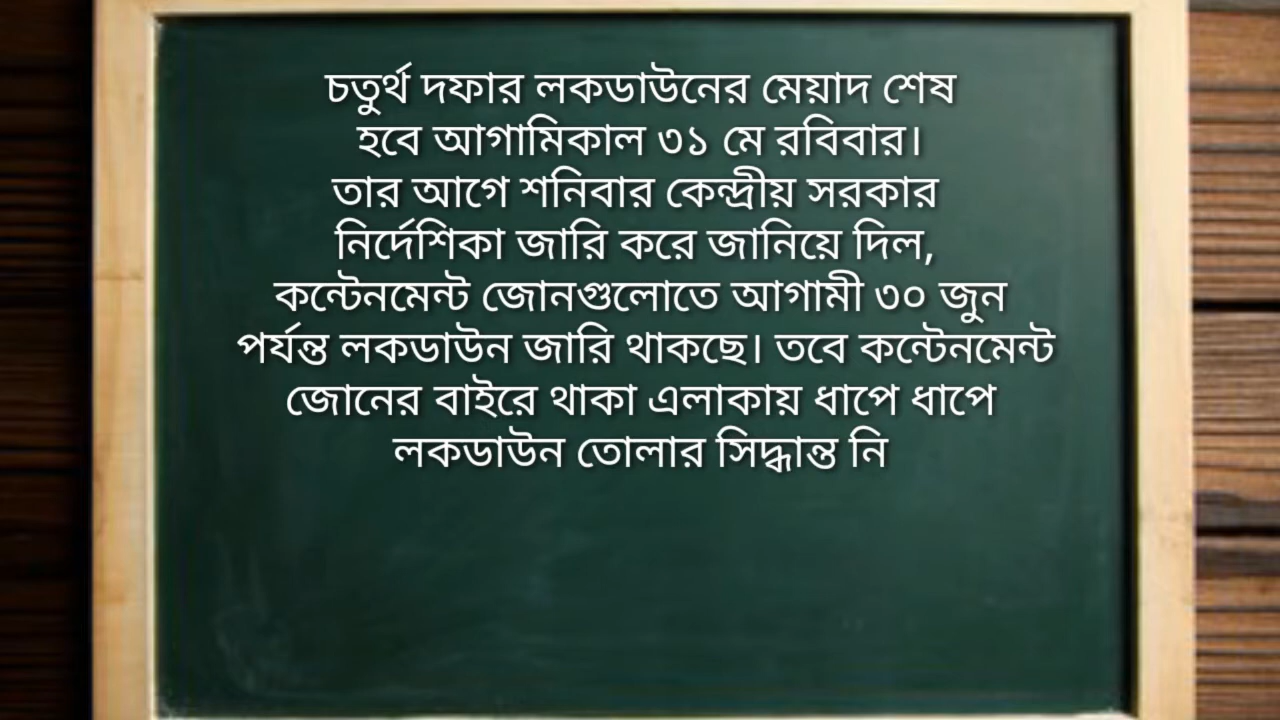 চতুর্থ দফার লকডাউনের মেয়াদ শেষ
হবে আগামিকাল ৩১ মে রবিবার।
তার আগে শনিবার কেন্দ্রীয় সরকার
নির্দেশিকা জারি করে জানিয়ে দিল,
কন্টেনমেন্ট জোনগুলোতে আগামী ৩০ জুন
পর্যন্ত লকডাউন জারি থাকছে। তবে কন্টেনমেন্ট
জোনের বাইরে থাকা এলাকায় ধাপে ধাপে
লকডাউন তোলার সিদ্ধান্ত নি